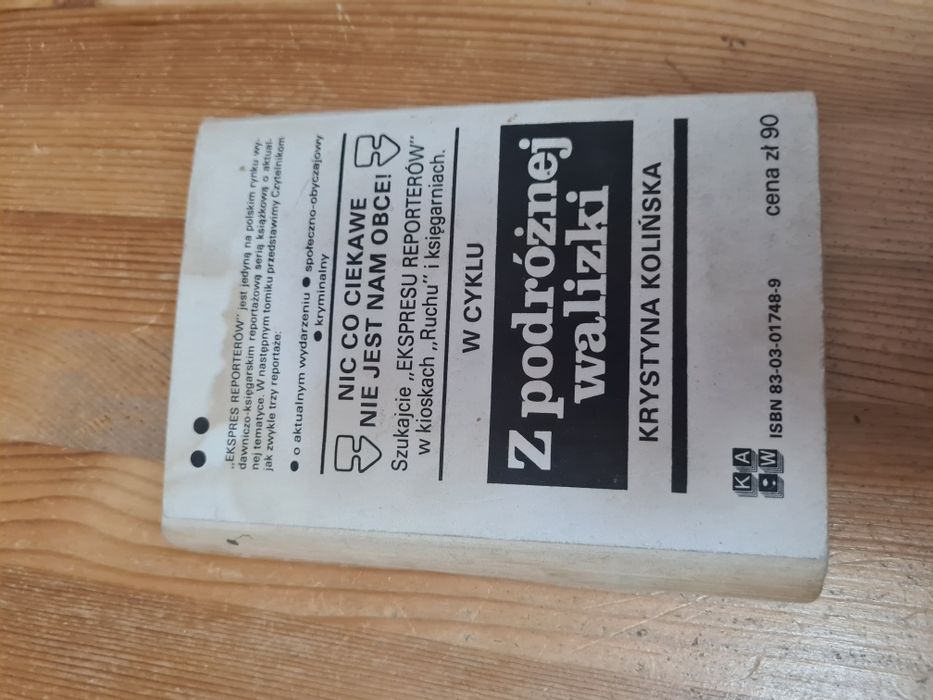 „EKSPRES REPORTERÓW” jest jedyną na polskim rynku wy-
dawniczo-księgarskim reportażową serią książkową o aktual-
nej tematyce. W następnym tomiku przedstawimy Czytelnikom
jak zwykle trzy reportaże:
● o aktualnym wydarzeniu ● społeczno-obyczajowy
● kryminalny
NIC CO CIEKAWE
NIE JEST NAM OBCE!
Szukajcie „EKSPRESU REPORTERÓW”
w kioskach „Ruchu” i księgarniach.
W CYKLU
Z podróżnej
walizki
KRYSTYNA KOLIŃSKA
KAW
ISBN 83-03-01748-9 cena zł 90